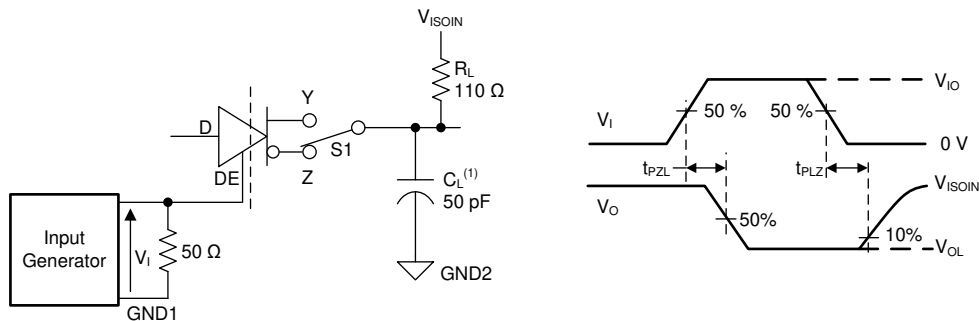 V_ISOIN
R_L
110 Ω
Y
D
S1
Z
DE
C_L^(1)
50 pF
Input
Generator
V_I
50 Ω
GND1
GND2
V_IO
50 %
50 %
V_I
0 V
t_PZL
t_PLZ
V_ISOIN
V_O
50%
10%
V_OL